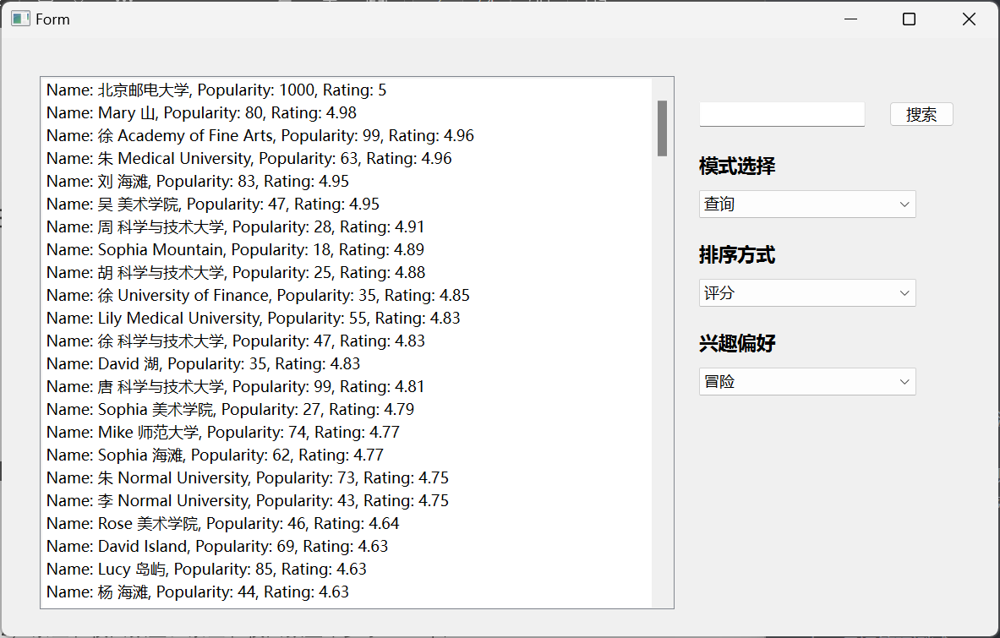 Form
Name: 北京邮电大学, Popularity: 1000, Rating: 5
Name: Mary 山, Popularity: 80, Rating: 4.98
Name: 徐 Academy of Fine Arts, Popularity: 99, Rating: 4.96
Name: 朱 Medical University, Popularity: 63, Rating: 4.96
Name: 刘 海滩, Popularity: 83, Rating: 4.95
Name: 吴 美术学院, Popularity: 47, Rating: 4.95
Name: 周 科学与技术大学, Popularity: 28, Rating: 4.91
Name: Sophia Mountain, Popularity: 18, Rating: 4.89
Name: 胡 科学与技术大学, Popularity: 25, Rating: 4.88
Name: 徐 University of Finance, Popularity: 35, Rating: 4.85
Name: Lily Medical University, Popularity: 55, Rating: 4.83
Name: 徐 科学与技术大学, Popularity: 47, Rating: 4.83
Name: David 湖, Popularity: 35, Rating: 4.83
Name: 唐 科学与技术大学, Popularity: 99, Rating: 4.81
Name: Sophia 美术学院, Popularity: 27, Rating: 4.79
Name: Mike 师范大学, Popularity: 74, Rating: 4.77
Name: Sophia 海滩, Popularity: 62, Rating: 4.77
Name: 朱 Normal University, Popularity: 73, Rating: 4.75
Name: 李 Normal University, Popularity: 43, Rating: 4.75
Name: Rose 美术学院, Popularity: 46, Rating: 4.64
Name: David Island, Popularity: 69, Rating: 4.63
Name: Lucy 岛屿, Popularity: 85, Rating: 4.63
Name: 杨 海滩, Popularity: 44, Rating: 4.63
搜索
模式选择
查询
排序方式
评分
兴趣偏好
冒险